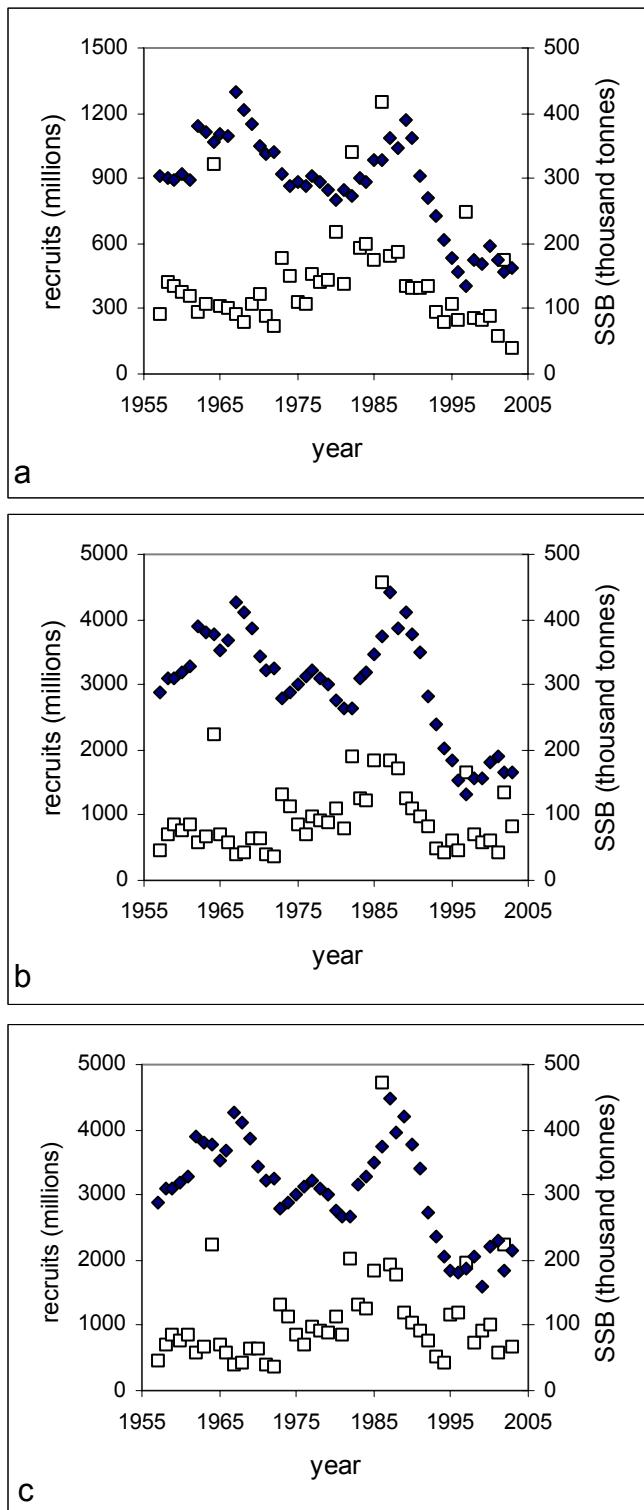 1500
1200
900
600
300
0
500
400
300
200
100
0
recruits (millions)
SSB (thousand tonnes)
1955 1965 1975 1985 1995 2005
year
a
5000
4000
3000
2000
1000
0
500
400
300
200
100
0
recruits (millions)
SSB (thousand tonnes)
1955 1965 1975 1985 1995 2005
year
b
5000
4000
3000
2000
1000
0
500
400
300
200
100
0
recruits (millions)
SSB (thousand tonnes)
1955 1965 1975 1985 1995 2005
year
c